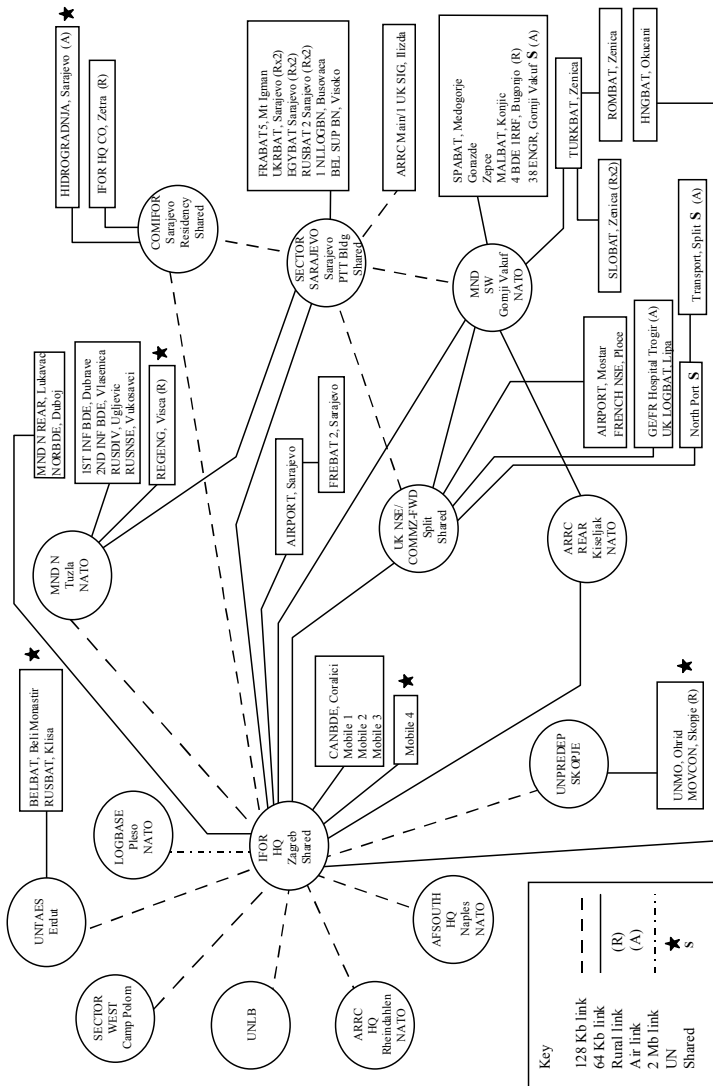 HIDROGRADNJA, Sarajevo (A)
IFOR HQ CO, Zetra (R)
COMIFOR
Sarajevo
Residency
Shared
MND N REAR, Lukavac
NORBDE, Duboj
1ST INF BDE, Dubrave
2ND INF BDE, Vlasenica
RUSDIV, Ugljevic
RUSNSE, Vukosavci
REGENG, Visca (R)
MND N
Tuzla
NATO
BELBAT, Beli Monastir
RUSBAT, Klisa
UNTAES
Erdut
LOGBASE
Pleso
NATO
SECTOR
WEST
Camp Polom
UNLB
ARRC
HQ
Rheindahlen
NATO
AFSOUTH
HQ
Naples
NATO
IFOR
HQ
Zagreb
Shared
FRABAT5, Mt Igman
UKRBAT, Sarajevo (Rx2)
EGYBAT Sarajevo (Rx2)
RUSBAT 2 Sarajevo (Rx2)
1 NLLOGBN, Busovaca
BEL SUP BN, Visoko
SECTOR
SARAJEVO
Sarajevo
PTT Bldg
Shared
ARRC Main/1 UK SIG, Ilizda
AIRPORT, Sarajevo
FREBAT 2, Sarajevo
SPABAT, Medogorje
Gorazde
Zepce
MALBAT, Konjic
4 BDE 1RRF, Bugonjo (R)
38 ENGR, Gornji Vakuf S (A)
MND
SW
Gornji Vakuf
NATO
TURKBAT, Zenica
ROMBAT, Zenica
SLOBAT, Zenica (Rx2)
HNGBAT, Okucani
UK NSE/
COMMZ-FWD
Split
Shared
AIRPORT, Mostar
FRENCH NSE, Ploce
GE/FR Hospital Trogir (A)
UK LOGBAT, Lipa
North Port S
Transport, Split S (A)
CANBDE, Coralici
Mobile 1
Mobile 2
Mobile 3
Mobile 4
ARRC
REAR
Kiseljak
NATO
UNPREDEP
SKOPJE
UNMO, Ohrid
MOVCON, Skopje (R)
Key
128 Kb link
64 Kb link
Rural link (R)
Air link (A)
2 Mb link
UN
Shared s